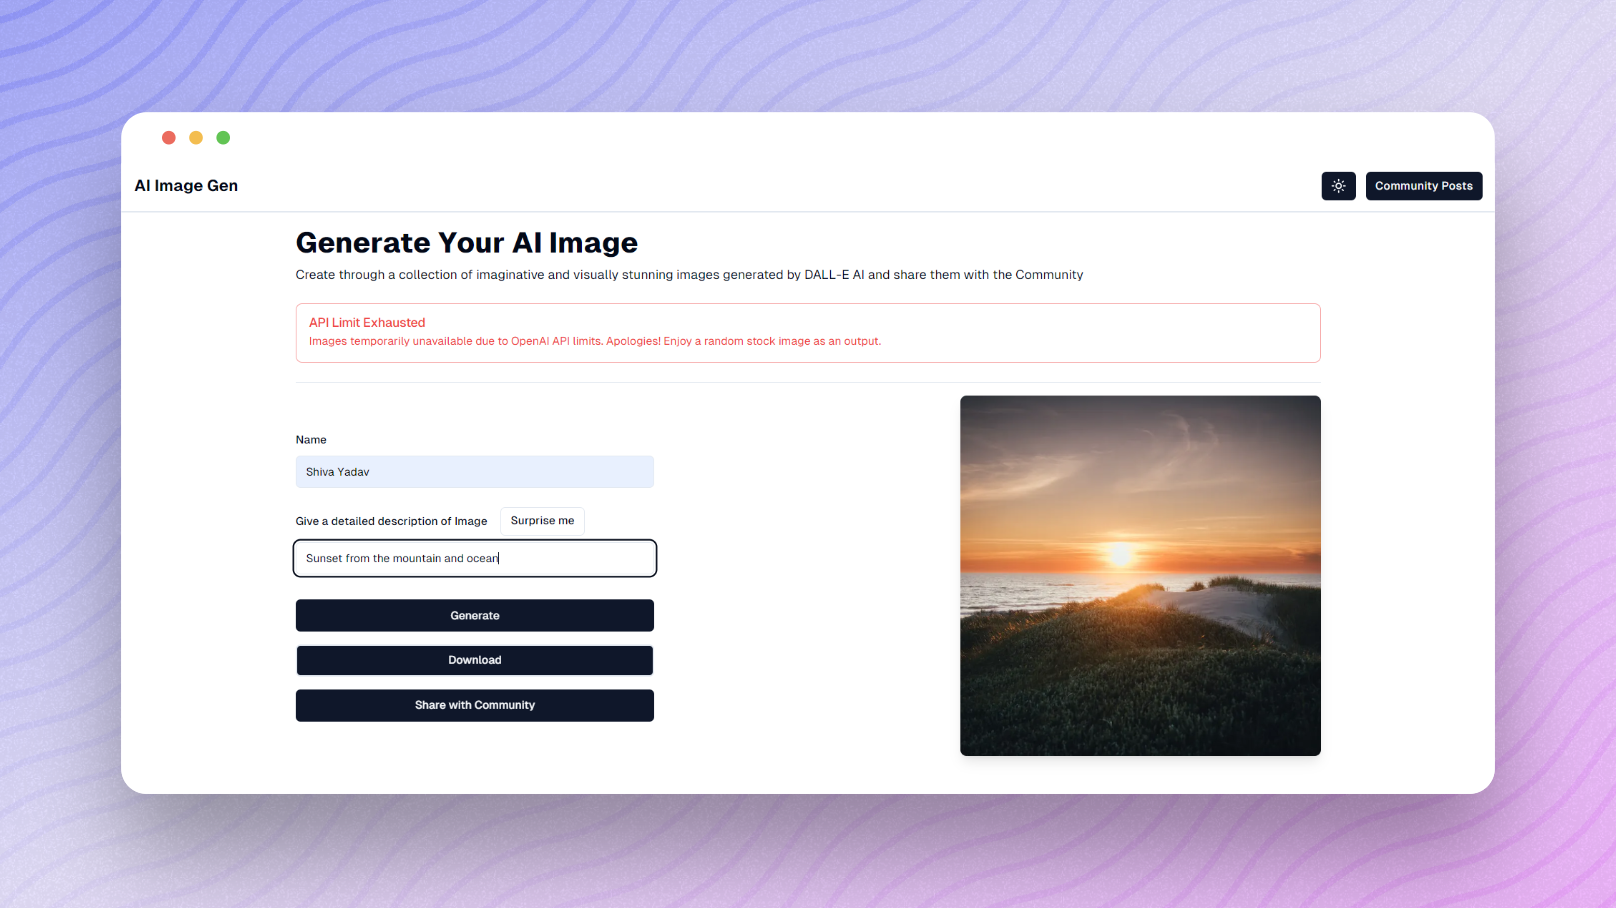 AI Image Gen
Community Posts
Generate Your AI Image
Create through a collection of imaginative and visually stunning images generated by DALL-E AI and share them with the Community
API Limit Exhausted
Images temporarily unavailable due to OpenAI API limits. Apologies! Enjoy a random stock image as an output.
Name
Shiva Yadav
Give a detailed description of Image
Surprise me
Sunset from the mountain and ocean
Generate
Download
Share with Community